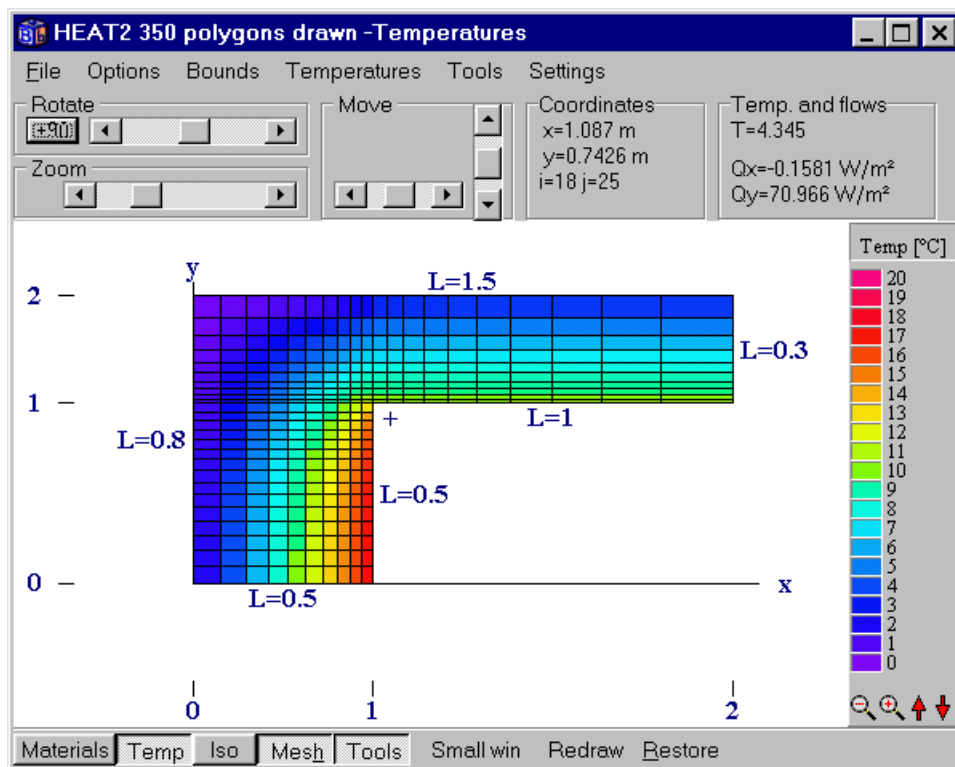 HEAT2 350 polygons drawn -Temperatures
File Options Bounds Temperatures Tools Settings
Rotate
Move
Coordinates
Temp. and flows
x=1.087 m
T=4.345
y=0.7426 m
Zoom
i=18 j=25
Qx=-0.1581 W/m²
Qy=70.966 W/m²
Temp [°C]
y
L=1.5
2
20
19
18
17
16
15
14
13
12
11
10
9
8
7
6
5
4
3
2
1
0
L=0.3
1
+
L=1
L=0.8
L=0.5
0
x
L=0.5
0 1 2
Materials Temp Iso Mesh Tools Small win Redraw Restore